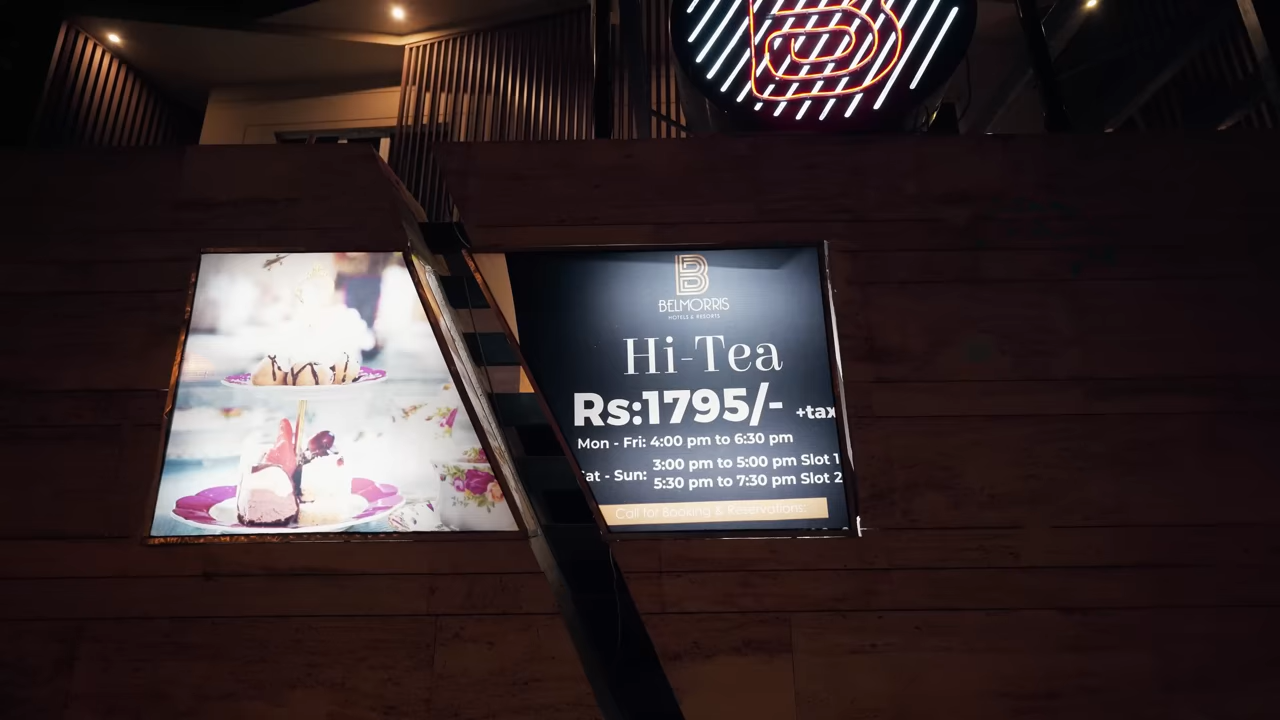 B
B
BELMORRIS
HOTELS & RESORTS
Hi-Tea
Rs:1795/- +tax
Mon - Fri: 4:00 pm to 6:30 pm
Sat - Sun: 3:00 pm to 5:00 pm Slot 1
5:30 pm to 7:30 pm Slot 2
Call for Booking & Reservations: